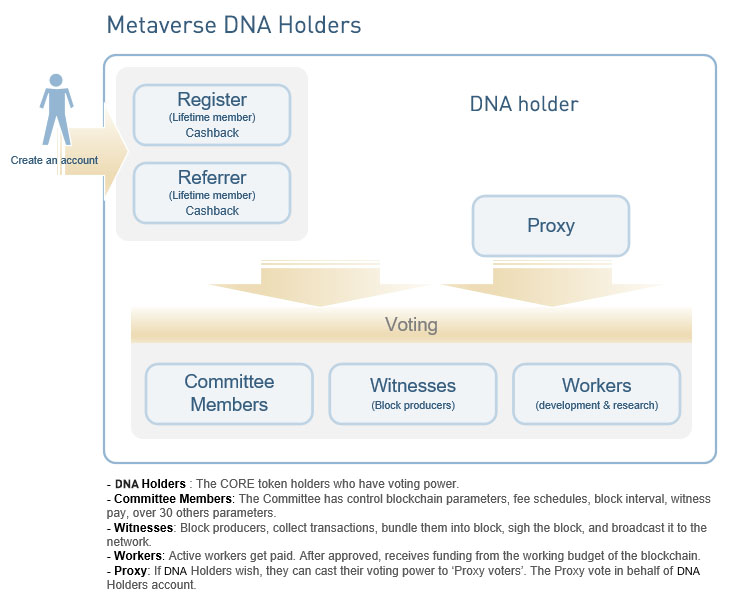 Metaverse DNA Holders
Create an account
Register
(Lifetime member)
Cashback
Referrer
(Lifetime member)
Cashback
DNA holder
Proxy
Voting
Committee
Members
Witnesses
(Block producers)
Workers
(development & research)
- DNA Holders : The CORE token holders who have voting power.
- Committee Members: The Committee has control blockchain parameters, fee schedules, block interval, witness
pay, over 30 others parameters.
- Witnesses: Block producers, collect transactions, bundle them into block, sigh the block, and broadcast it to the
network.
- Workers: Active workers get paid. After approved, receives funding from the working budget of the blockchain.
- Proxy: If DNA Holders wish, they can cast their voting power to ‘Proxy voters’. The Proxy vote in behalf of DNA
Holders account.